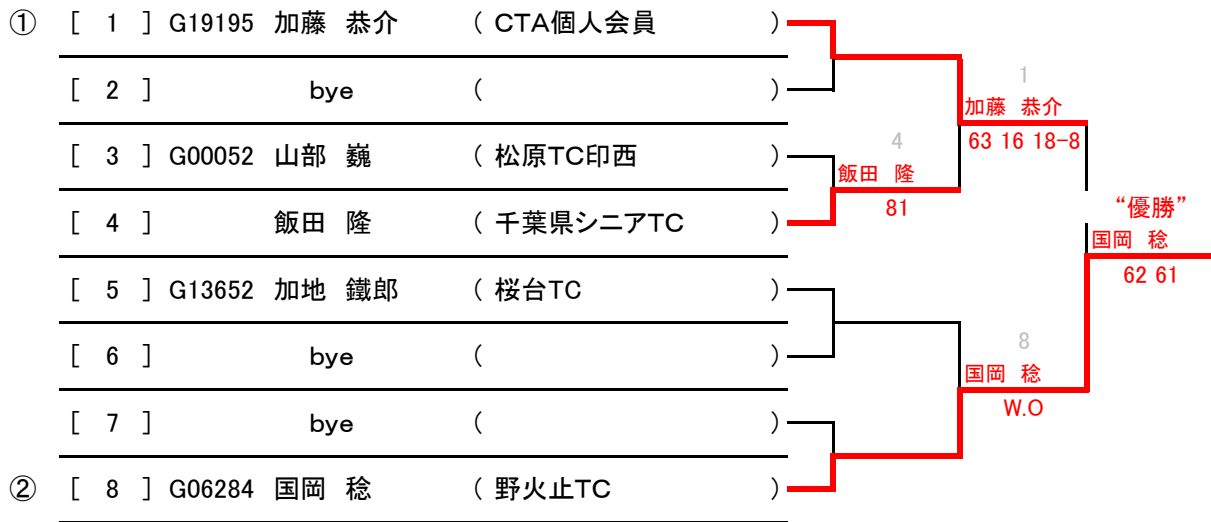 ① [ 1 ] G19195 加藤 恭介 ( CTA個人会員 )
[ 2 ] bye ( )
1
加藤 恭介
[ 3 ] G00052 山部 巍 ( 松原TC印西 )
4
63 16 18-8
飯田 隆
81
[ 4 ] 飯田 隆 ( 千葉県シニアTC )
“優勝”
国岡 稔
62 61
[ 5 ] G13652 加地 鐵郎 ( 桜台TC )
[ 6 ] bye ( )
8
国岡 稔
W.O
[ 7 ] bye ( )
② [ 8 ] G06284 国岡 稔 ( 野火止TC )